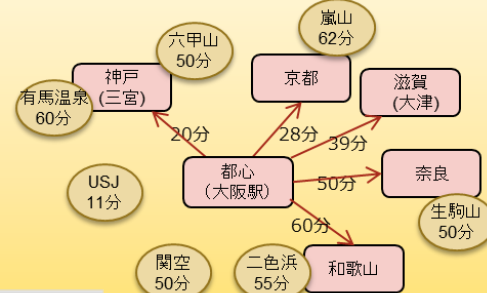 嵐山
62分
六甲山
50分
神戸
(三宮)
京都
滋賀
(大津)
有馬温泉
60分
20分
28分
39分
都心
(大阪駅)
50分
奈良
USJ
11分
生駒山
50分
60分
関空
50分
二色浜
55分
和歌山